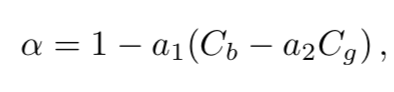 α = 1 − a₁(C_b − a₂C_g) ,